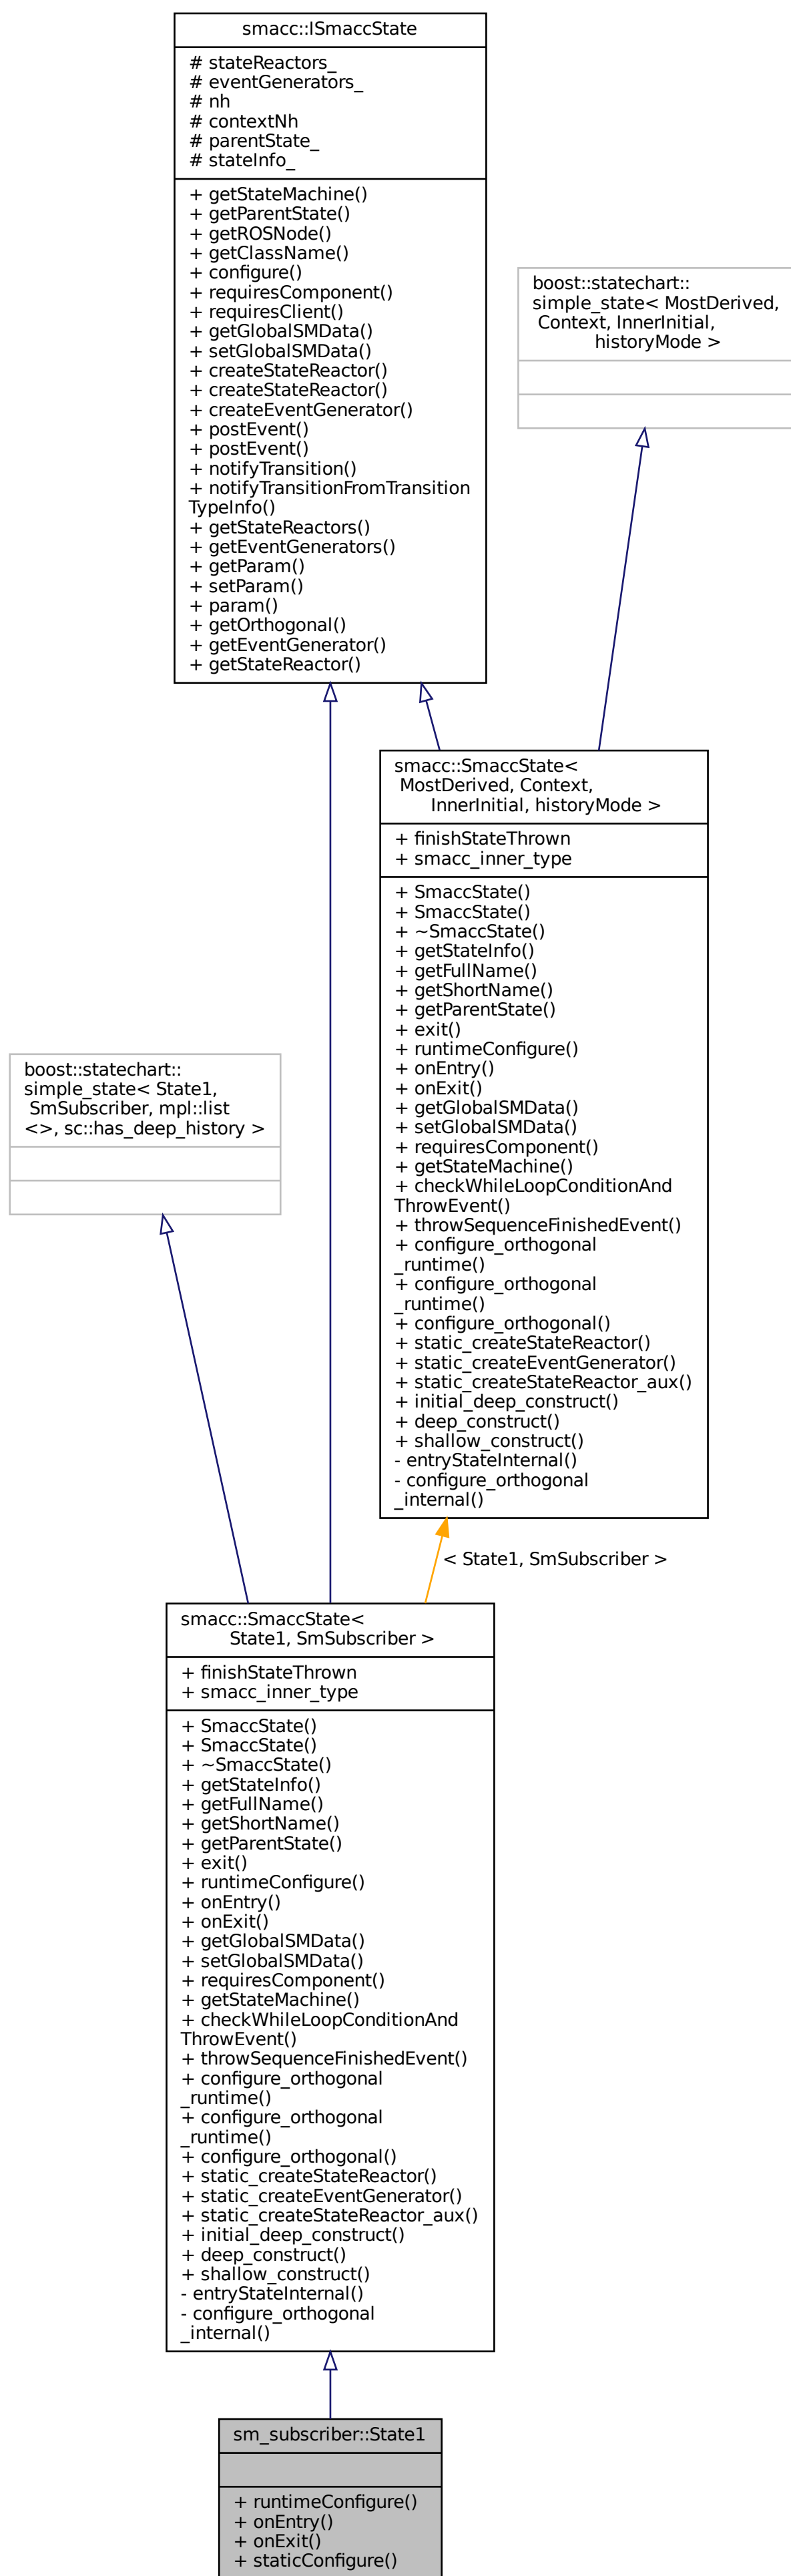 smacc::ISmaccState
# stateReactors_
# eventGenerators_
# nh
# contextNh
# parentState_
# stateInfo_
+ getStateMachine()
+ getParentState()
+ getROSNode()
+ getClassName()
+ configure()
+ requiresComponent()
+ requiresClient()
+ getGlobalSMData()
+ setGlobalSMData()
+ createStateReactor()
+ createStateReactor()
+ createEventGenerator()
+ postEvent()
+ postEvent()
+ notifyTransition()
+ notifyTransitionFromTransition
TypeInfo()
+ getStateReactors()
+ getEventGenerators()
+ getParam()
+ setParam()
+ param()
+ getOrthogonal()
+ getEventGenerator()
+ getStateReactor()
boost::statechart::
simple_state< MostDerived,
Context, InnerInitial,
historyMode >
smacc::SmaccState<
MostDerived, Context,
InnerInitial, historyMode >
+ finishStateThrown
+ smacc_inner_type
+ SmaccState()
+ SmaccState()
+ ~SmaccState()
+ getStateInfo()
+ getFullName()
+ getShortName()
+ getParentState()
+ exit()
+ runtimeConfigure()
+ onEntry()
+ onExit()
+ getGlobalSMData()
+ setGlobalSMData()
+ requiresComponent()
+ getStateMachine()
+ checkWhileLoopConditionAnd
ThrowEvent()
+ throwSequenceFinishedEvent()
+ configure_orthogonal
_runtime()
+ configure_orthogonal
_runtime()
+ configure_orthogonal()
+ static_createStateReactor()
+ static_createEventGenerator()
+ static_createStateReactor_aux()
+ initial_deep_construct()
+ deep_construct()
+ shallow_construct()
- entryStateInternal()
- configure_orthogonal
_internal()
boost::statechart::
simple_state< State1,
SmSubscriber, mpl::list
<>, sc::has_deep_history >
< State1, SmSubscriber >
smacc::SmaccState<
State1, SmSubscriber >
+ finishStateThrown
+ smacc_inner_type
+ SmaccState()
+ SmaccState()
+ ~SmaccState()
+ getStateInfo()
+ getFullName()
+ getShortName()
+ getParentState()
+ exit()
+ runtimeConfigure()
+ onEntry()
+ onExit()
+ getGlobalSMData()
+ setGlobalSMData()
+ requiresComponent()
+ getStateMachine()
+ checkWhileLoopConditionAnd
ThrowEvent()
+ throwSequenceFinishedEvent()
+ configure_orthogonal
_runtime()
+ configure_orthogonal
_runtime()
+ configure_orthogonal()
+ static_createStateReactor()
+ static_createEventGenerator()
+ static_createStateReactor_aux()
+ initial_deep_construct()
+ deep_construct()
+ shallow_construct()
- entryStateInternal()
- configure_orthogonal
_internal()
sm_subscriber::State1
+ runtimeConfigure()
+ onEntry()
+ onExit()
+ staticConfigure()